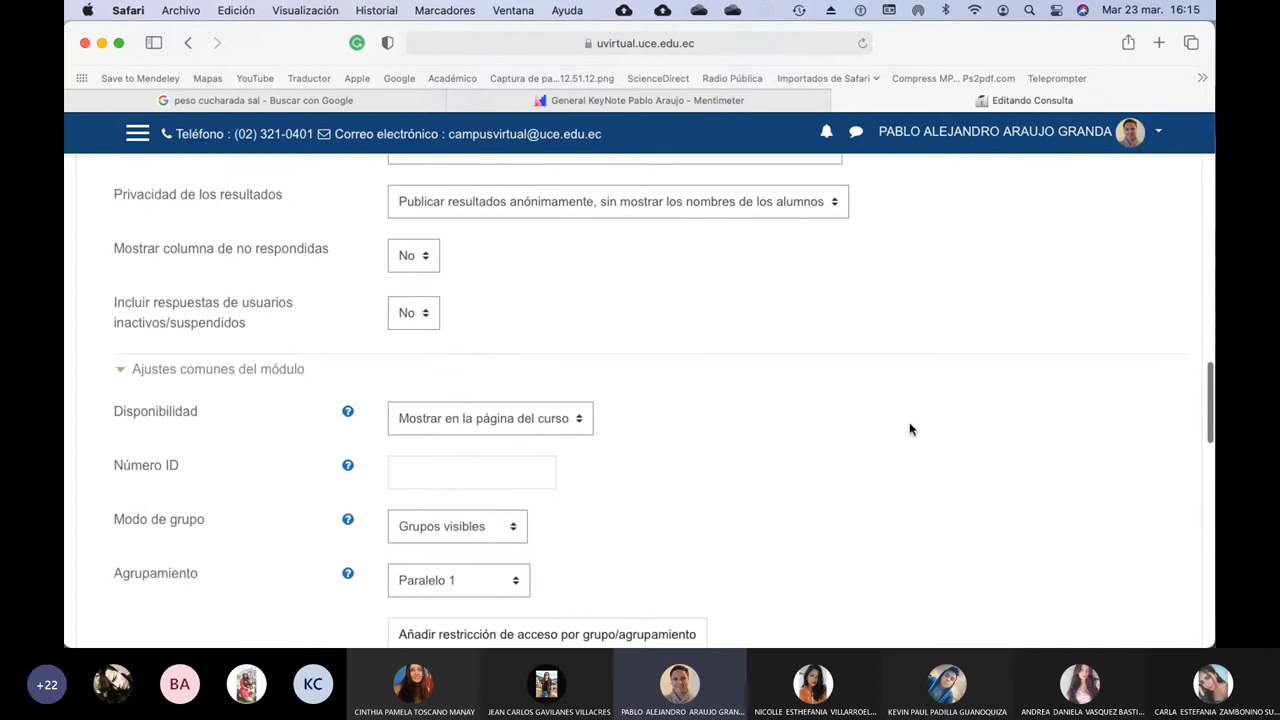 Safari Archivo Edición Visualización Historial Marcadores Ventana Ayuda Mar 23 mar. 16:15
uvirtual.uce.edu.ec
Save to Mendeley Mapas YouTube Traductor Apple Google Académico Captura de pa...12.51.12.png ScienceDirect Radio Pública Importados de Safari Compress MP... Ps2pdf.com Teleprompter
peso cucharada sal - Buscar con Google General KeyNote Pablo Araujo - Mentimeter Editando Consulta
Teléfono : (02) 321-0401 Correo electrónico : campusvirtual@uce.edu.ec PABLO ALEJANDRO ARAUJO GRANDA
Privacidad de los resultados Publicar resultados anónimamente, sin mostrar los nombres de los alumnos
Mostrar columna de no respondidas No
Incluir respuestas de usuarios
inactivos/suspendidos No
Ajustes comunes del módulo
Disponibilidad ? Mostrar en la página del curso
Número ID ?
Modo de grupo ? Grupos visibles
Agrupamiento ? Paralelo 1
Añadir restricción de acceso por grupo/agrupamiento
+22 BA KC
CINTHIA PAMELA TOSCANO MANAY JEAN CARLOS GAVILANES VILLACRES PABLO ALEJANDRO ARAUJO GRAN... NICOLLE ESTHEFANIA VILLARROEL... KEVIN PAUL PADILLA GUANOQUIZA ANDREA DANIELA VASQUEZ BASTI... CARLA ESTEFANIA ZAMBONINO SU...